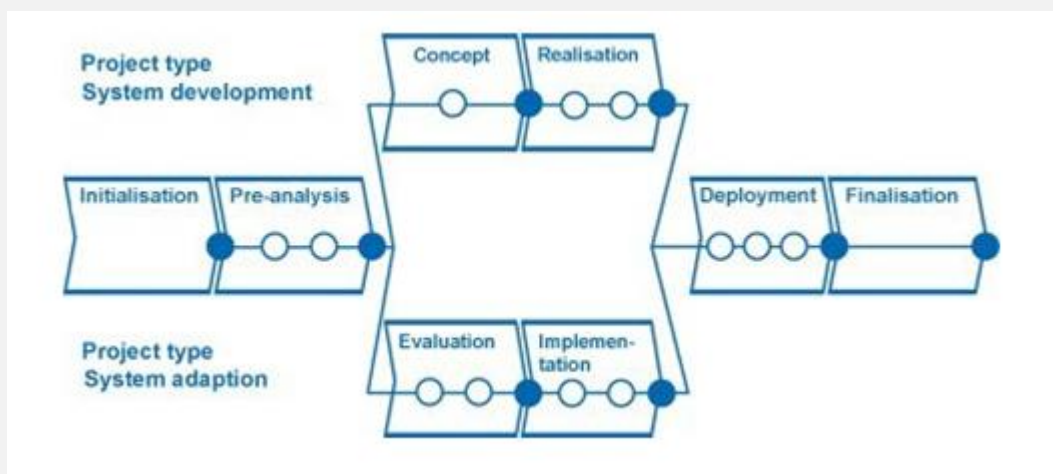 Project type
System development
Concept
Realisation
Initialisation
Pre-analysis
Deployment
Finalisation
Project type
System adaption
Evaluation
Implemen-
tation